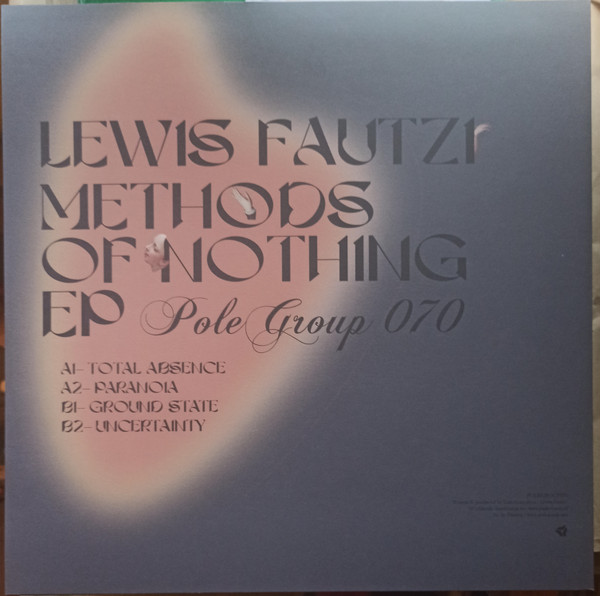 LEWIS FAUTZI
METHODS
OF NOTHING
EP Pole Group 070
A1- TOTAL ABSENCE
A2- PARANOIA
B1- GROUND STATE
B2- UNCERTAINTY